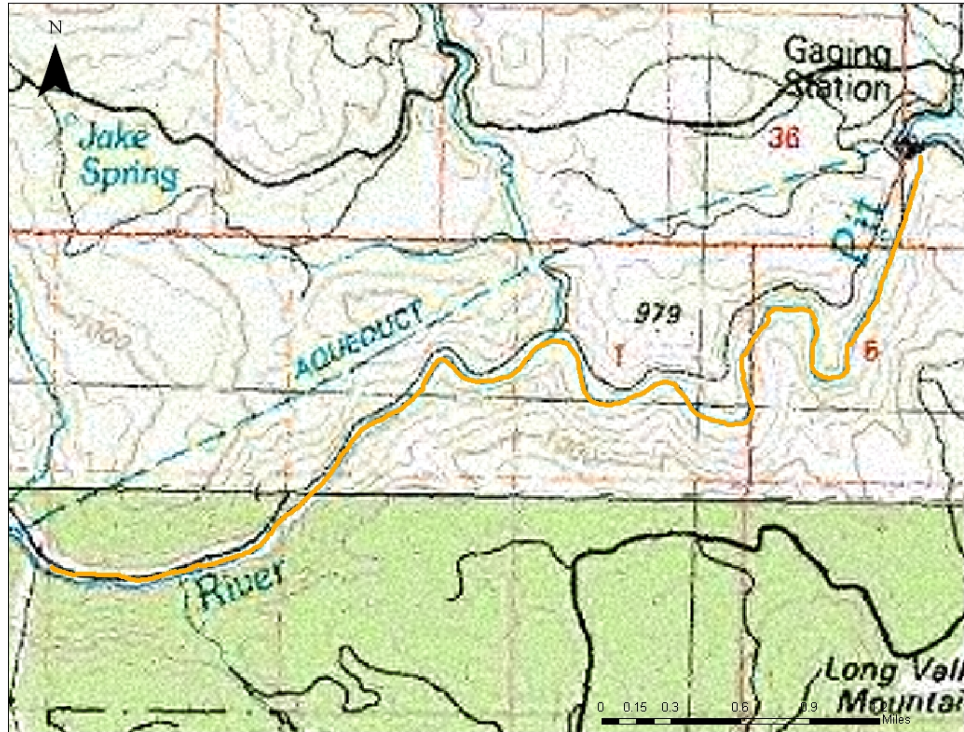 N
Gaging
Station
Jake
Spring
36
Pit
979
AQUEDUCT
1
6
River
Long Vall
Mountai
0 0.15 0.3 0.6 0.9
Miles